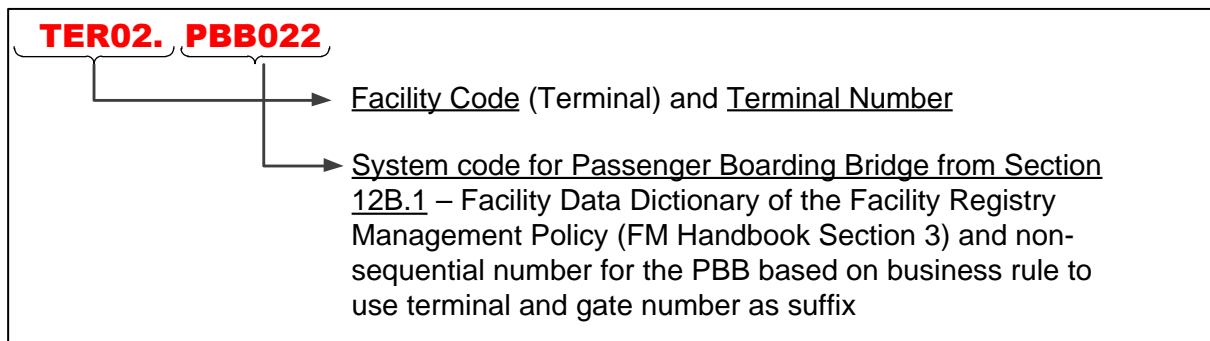 TER02. PBB022
Facility Code (Terminal) and Terminal Number
System code for Passenger Boarding Bridge from Section
12B.1 – Facility Data Dictionary of the Facility Registry
Management Policy (FM Handbook Section 3) and non-
sequential number for the PBB based on business rule to
use terminal and gate number as suffix